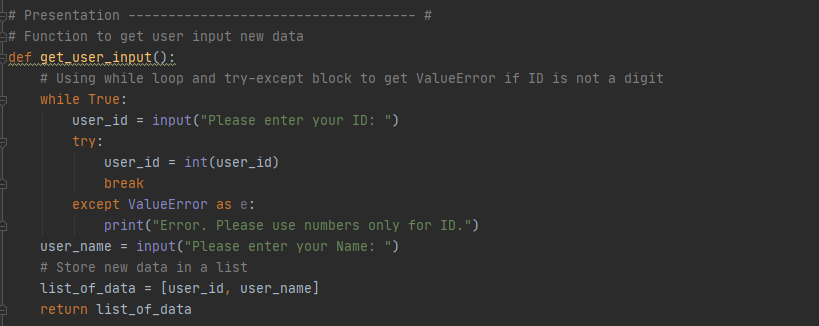 # Presentation ------------------------------------ #
# Function to get user input new data
def get_user_input():
    # Using while loop and try-except block to get ValueError if ID is not a digit
    while True:
        user_id = input("Please enter your ID: ")
        try:
            user_id = int(user_id)
            break
        except ValueError as e:
            print("Error. Please use numbers only for ID.")
    user_name = input("Please enter your Name: ")
    # Store new data in a list
    list_of_data = [user_id, user_name]
    return list_of_data